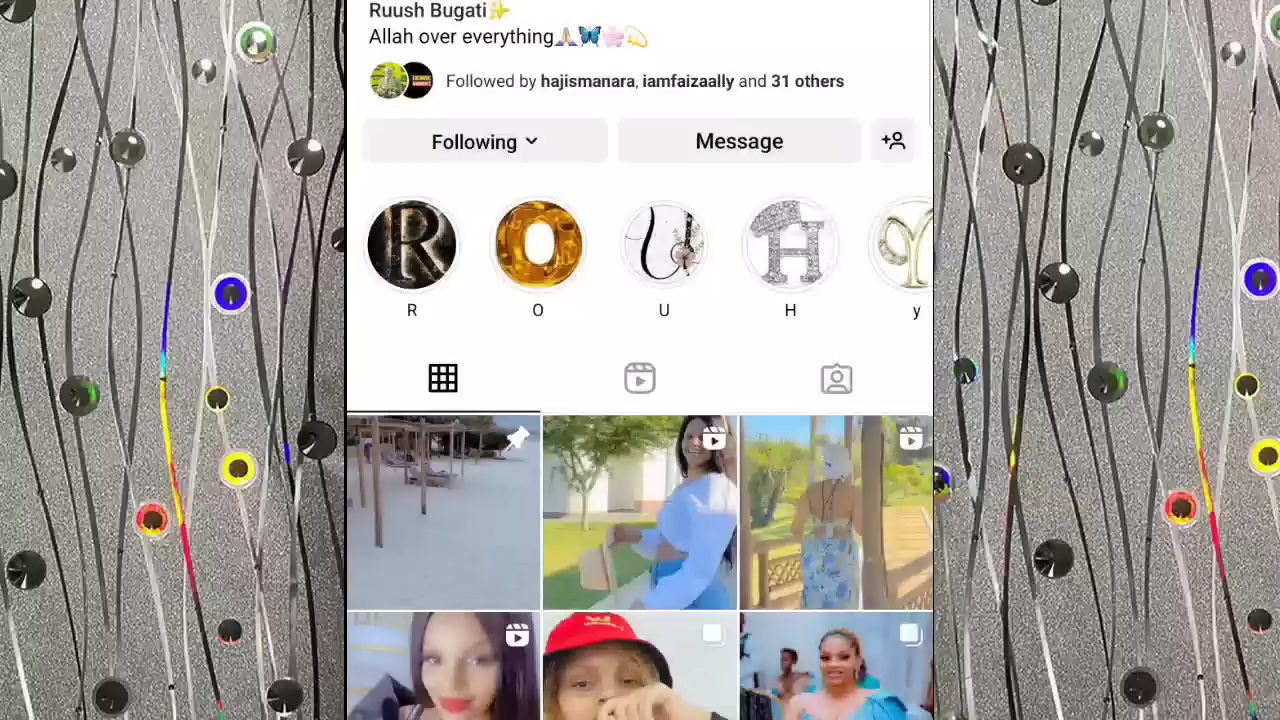 Ruush Bugati✨
Allah over everything🙏🏽🦋🌸💫
Followed by hajismanara, iamfaizaally and 31 others
Following Message
R O U H
R O U H y